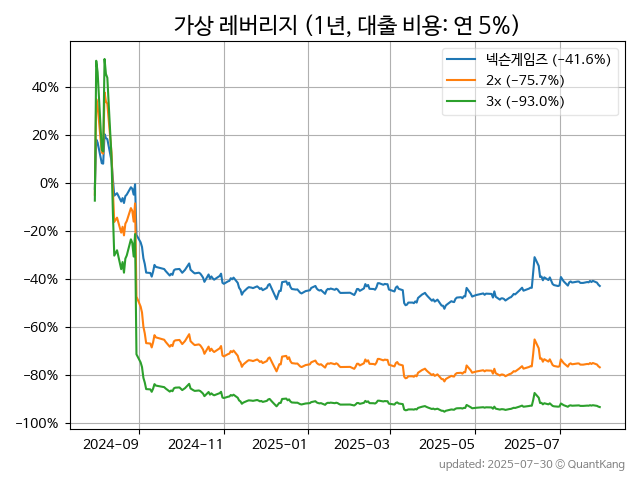 가상 레버리지 (1년, 대출 비용: 연 5%)
넥슨게임즈 (-41.6%)
2x (-75.7%)
3x (-93.0%)
40%
20%
0%
-20%
-40%
-60%
-80%
-100%
2024-09 2024-11 2025-01 2025-03 2025-05 2025-07
updated: 2025-07-30 © QuantKang